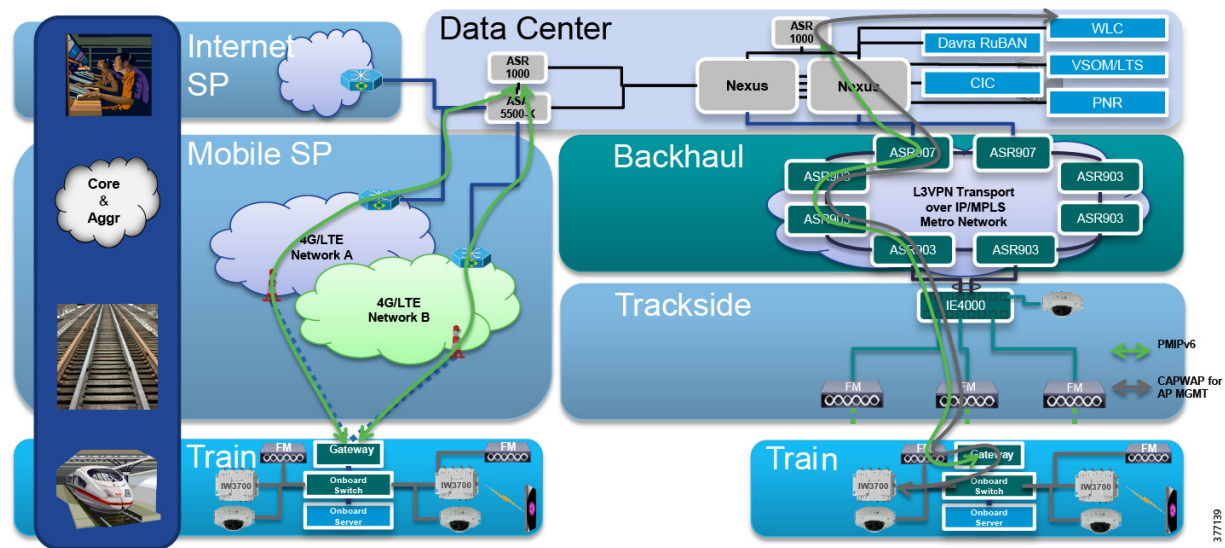 Internet
SP
Data Center
ASR
1000
ASA
5500-X
Nexus
Nexus
ASR
1000
Davra RuBAN
CIC
WLC
VSOM/LTS
PNR
Core
&
Aggr
Mobile SP
4G/LTE
Network A
4G/LTE
Network B
Backhaul
ASR907
ASR907
ASR903
ASR903
ASR903
ASR903
ASR903
ASR903
L3VPN Transport
over IP/MPLS
Metro Network
Trackside
IE4000
FM
FM
FM
PMIPv6
CAPWAP for
AP MGMT
Train
FM
Gateway
FM
IW3700
Onboard
Switch
IW3700
Onboard
Server
Train
FM
Gateway
FM
IW3700
Onboard
Switch
IW3700
Onboard
Server
377139